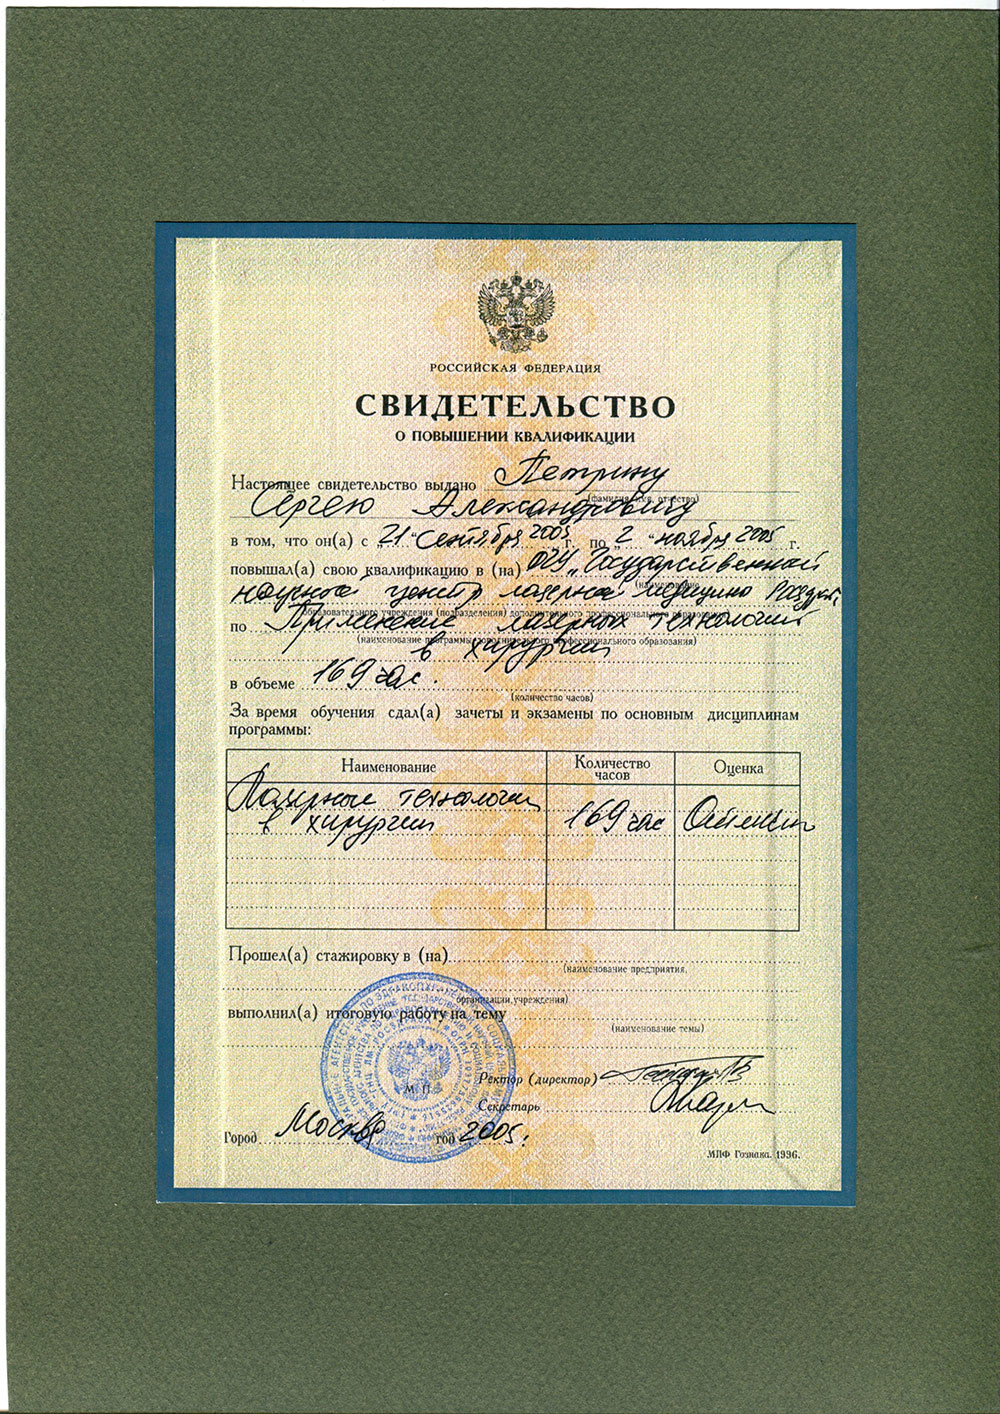 РОССИЙСКАЯ ФЕДЕРАЦИЯ
СВИДЕТЕЛЬСТВО
О ПОВЫШЕНИИ КВАЛИФИКАЦИИ
Настоящее свидетельство выдано Петрину
(фамилия, имя, отчество)
Сергею Александровичу
в том, что он(а) с „21“ сентября 2005 г. по „2“ ноября 2005 г.
повышал(а) свою квалификацию в (на) ФГУ „Государственный
(наименование
научный центр лазерной медицины
образовательного учреждения (подразделения) дополнительного профессионального образования)
по Применение лазерных технологий
(наименование программы дополнительного профессионального образования)
в хирургии
в объеме 169 час.
(количество часов)
За время обучения сдал(а) зачеты и экзамены по основным дисциплинам
программы:
Наименование Количество часов Оценка
Лазерные технологии
в хирургии 169 час
Прошел(а) стажировку в (на)
(наименование предприятия,
организации, учреждения)
выполнил(а) итоговую работу на тему
(наименование темы)
М. П.
Ректор (директор)
Секретарь
Город Москва год 2005.
МПФ Гознака. 1996.